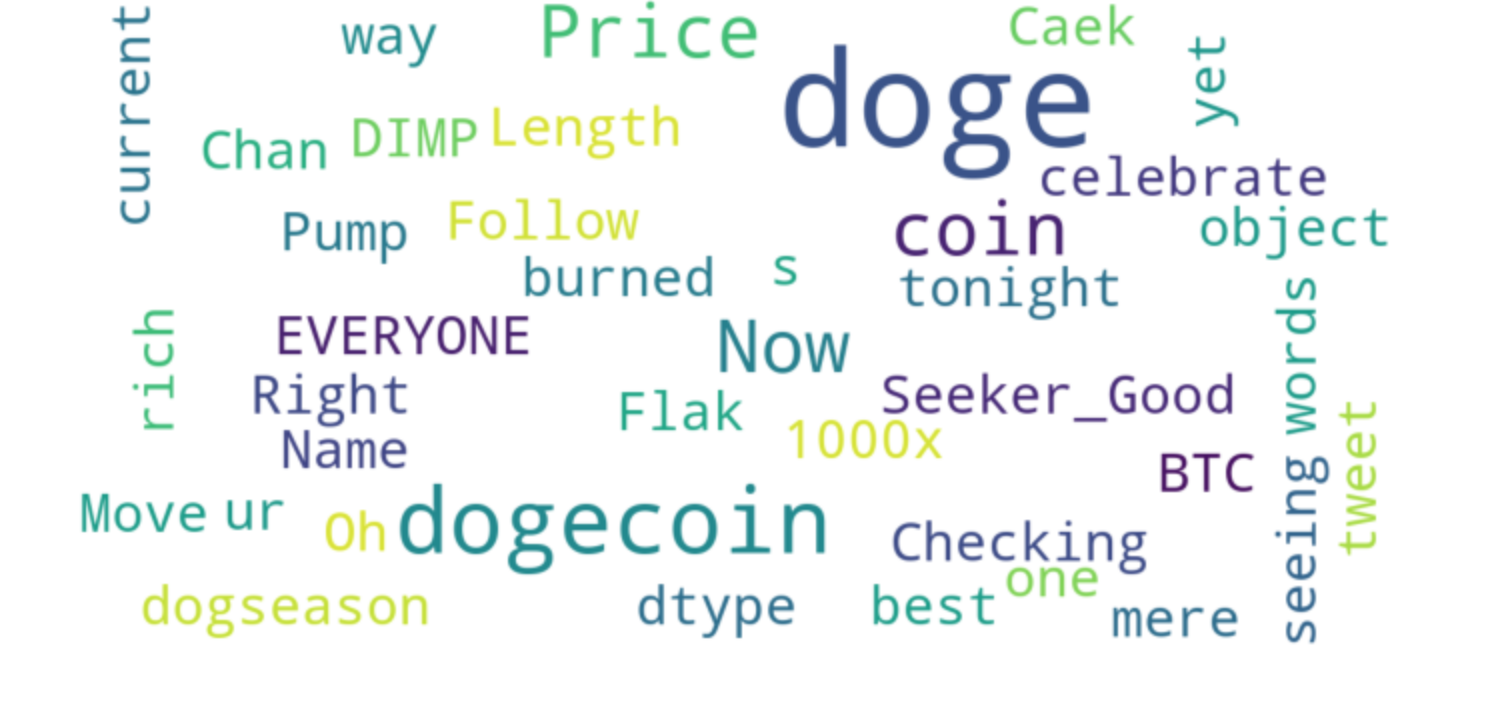 current
way
Price
Caek
doge
yet
Chan
DIMP
Length
celebrate
Pump
Follow
coin
object
burned
s
tonight
rich
EVERYONE
Now
words
Right
Flak
Seeker_Good
Name
1000x
BTC
seeing
tweet
Move
ur
Oh
dogecoin
Checking
dogseason
dtype
best
one
mere